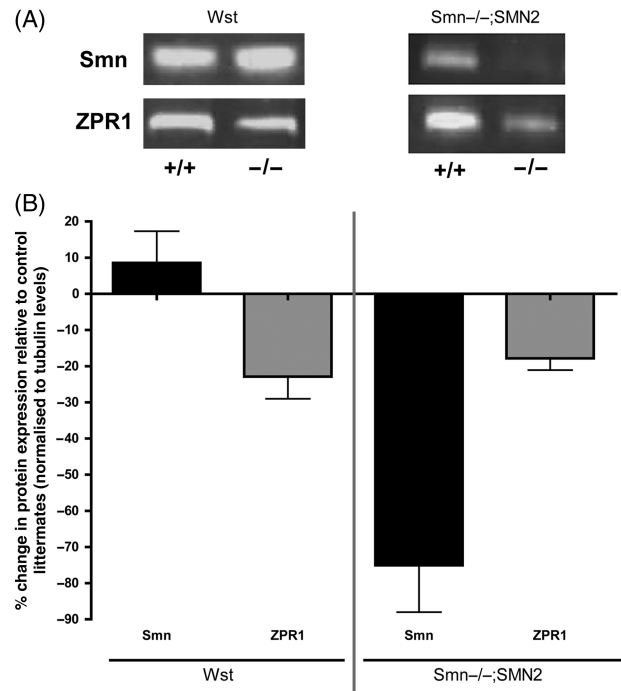 (A)
Wst
Smn–/–;SMN2
Smn
ZPR1
+/+
–/–
+/+
–/–
(B)
% change in protein expression relative to control
littermates (normalised to tubulin levels)
20
10
0
–10
–20
–30
–40
–50
–60
–70
–80
–90
Smn
ZPR1
Smn
ZPR1
Wst
Smn–/–;SMN2